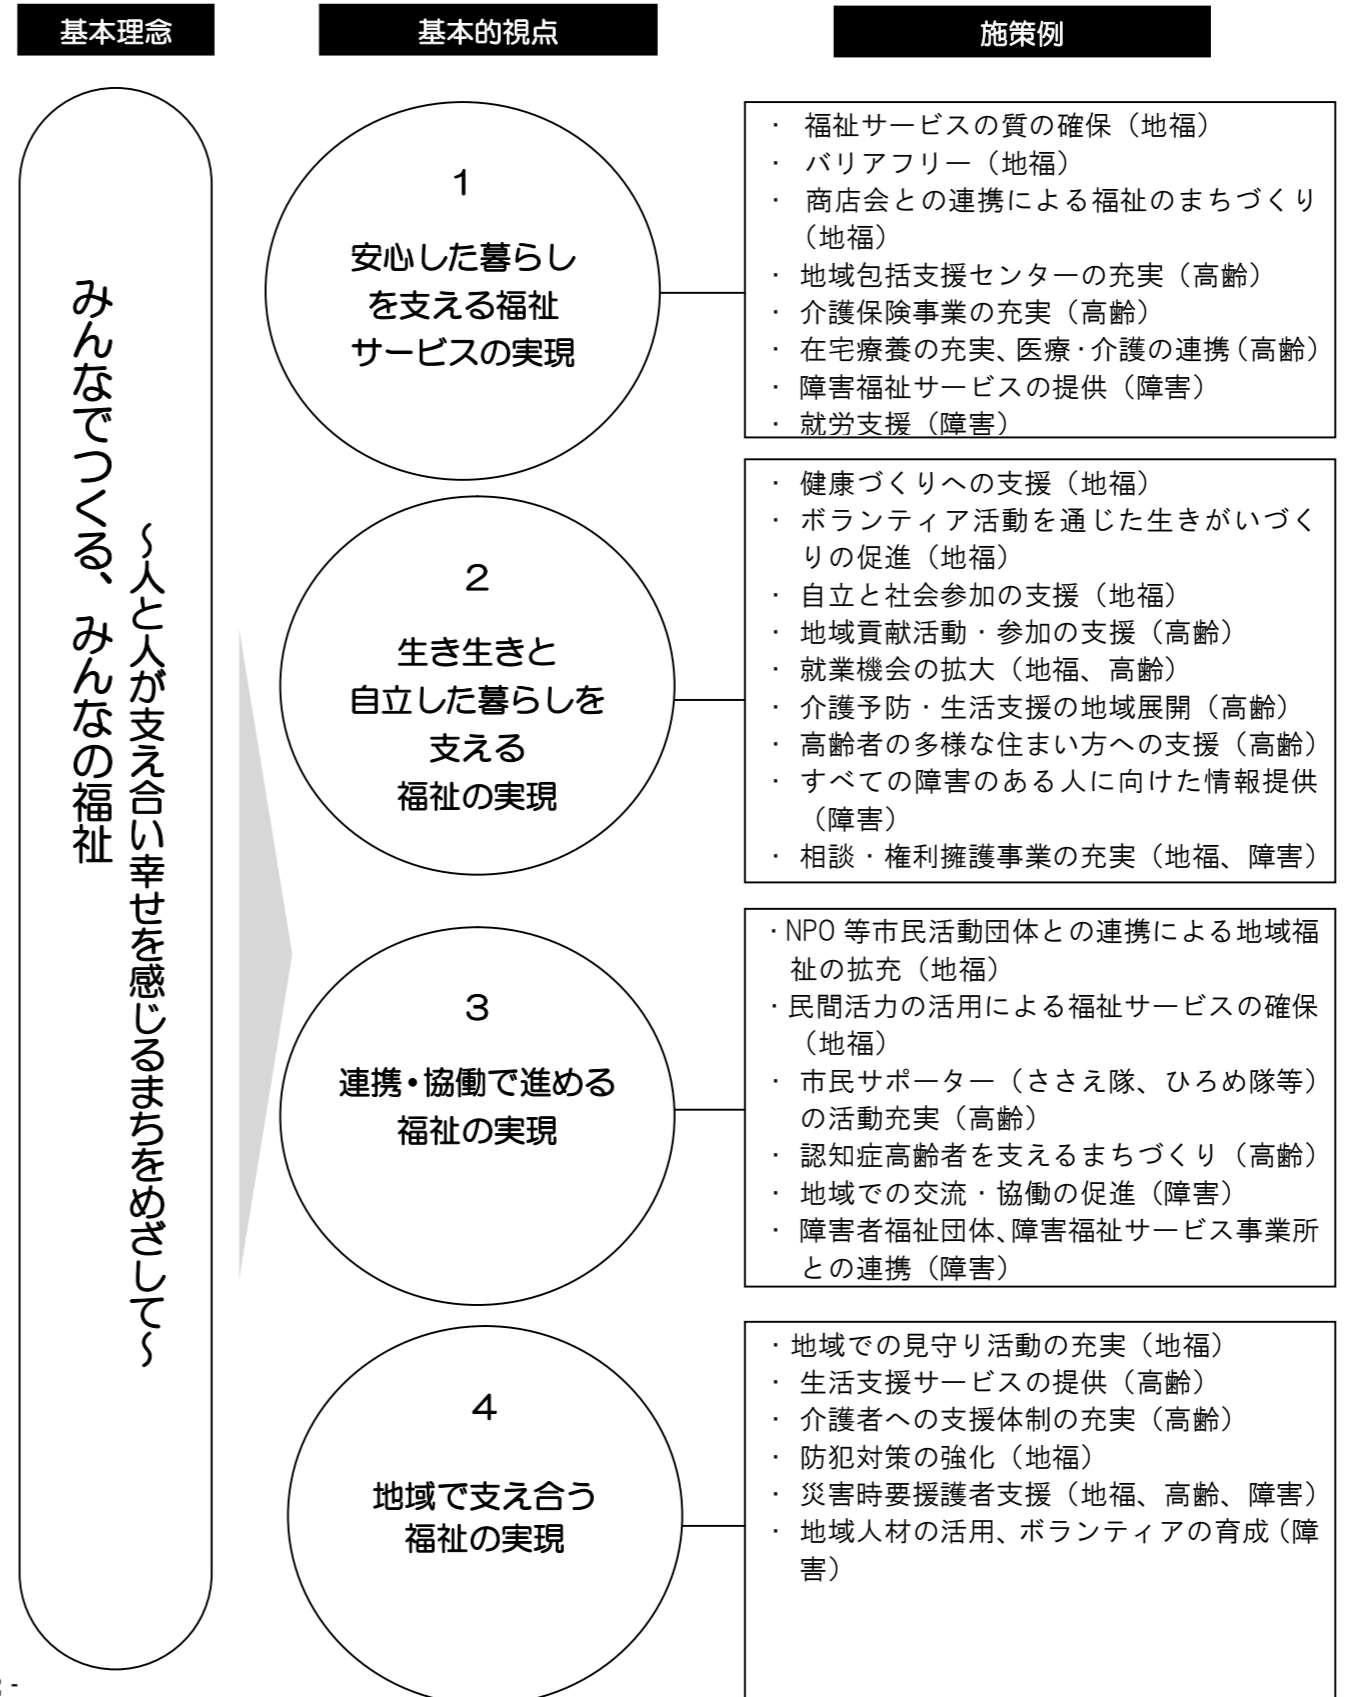 基本理念
基本的視点
施策例
みんなでつくる、みんなの福祉
～人と人が支え合い幸せを感じるまちをめざして～
1
安心した暮らし
を支える福祉
サービスの実現
・ 福祉サービスの質の確保（地福）
・ バリアフリー（地福）
・ 商店会との連携による福祉のまちづくり
（地福）
・ 地域包括支援センターの充実（高齢）
・ 介護保険事業の充実（高齢）
・ 在宅療養の充実、医療・介護の連携（高齢）
・ 障害福祉サービスの提供（障害）
・ 就労支援（障害）
2
生き生きと
自立した暮らしを
支える
福祉の実現
・ 健康づくりへの支援（地福）
・ ボランティア活動を通じた生きがいづく
りの促進（地福）
・ 自立と社会参加の支援（地福）
・ 地域貢献活動・参加の支援（高齢）
・ 就業機会の拡大（地福、高齢）
・ 介護予防・生活支援の地域展開（高齢）
・ 高齢者の多様な住まい方への支援（高齢）
・ すべての障害のある人に向けた情報提供
（障害）
・ 相談・権利擁護事業の充実（地福、障害）
3
連携・協働で進める
福祉の実現
・NPO 等市民活動団体との連携による地域福
祉の拡充（地福）
・民間活力の活用による福祉サービスの確保
（地福）
・ 市民サポーター（ささえ隊、ひろめ隊等）
の活動充実（高齢）
・ 認知症高齢者を支えるまちづくり（高齢）
・ 地域での交流・協働の促進（障害）
・ 障害者福祉団体、障害福祉サービス事業所
との連携（障害）
4
地域で支え合う
福祉の実現
・地域での見守り活動の充実（地福）
・ 生活支援サービスの提供（高齢）
・ 介護者への支援体制の充実（高齢）
・ 防犯対策の強化（地福）
・ 災害時要援護者支援（地福、高齢、障害）
・ 地域人材の活用、ボランティアの育成（障
害）